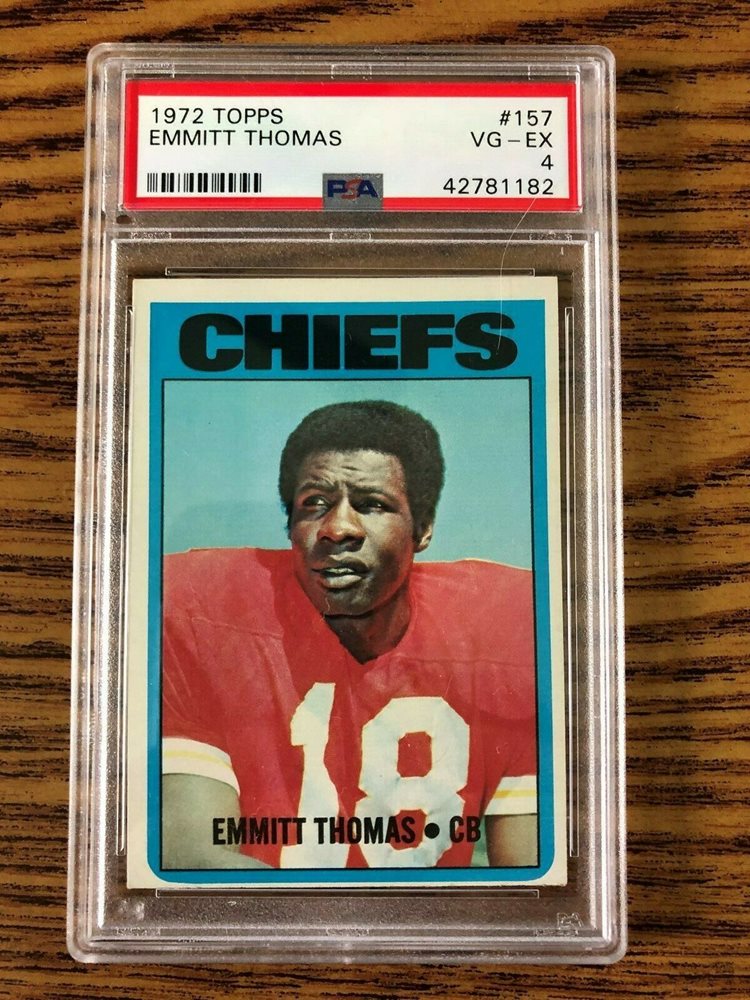 1972 TOPPS #157
EMMITT THOMAS VG-EX
4
PSA 42781182
CHIEFS
18
EMMITT THOMAS • CB